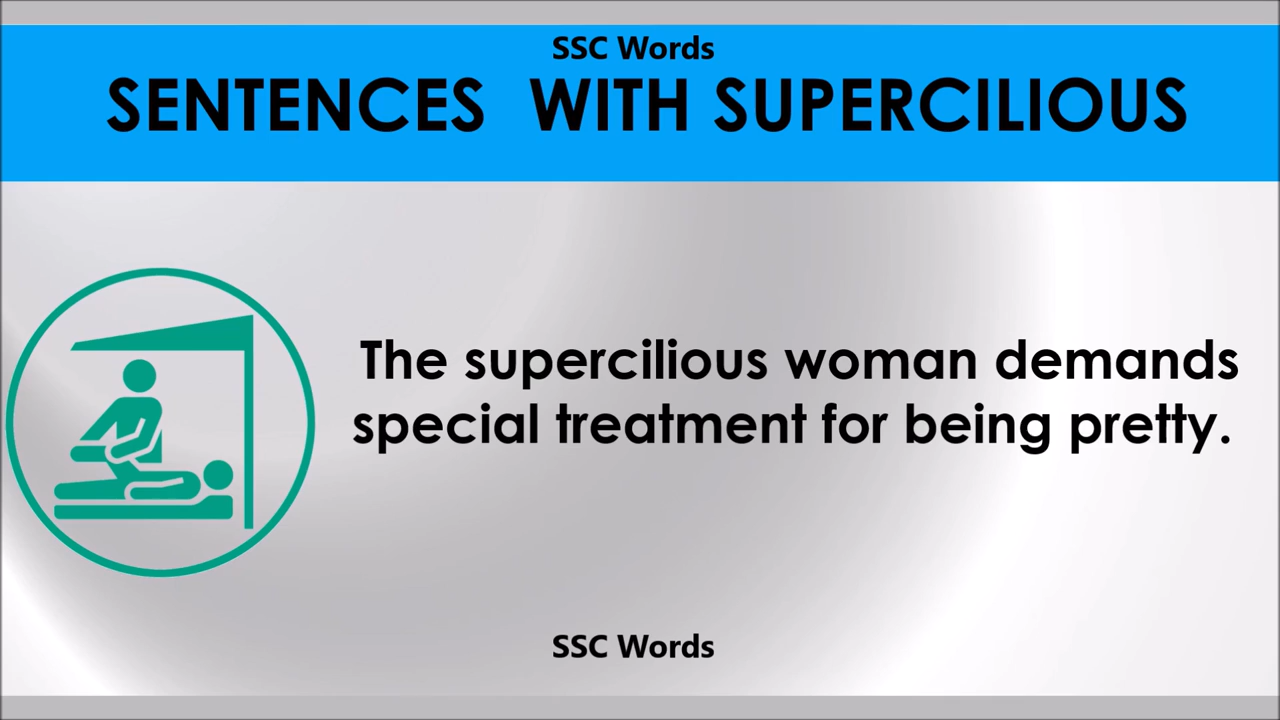 SSC Words
SENTENCES WITH SUPERCILIOUS
The supercilious woman demands
special treatment for being pretty.
SSC Words